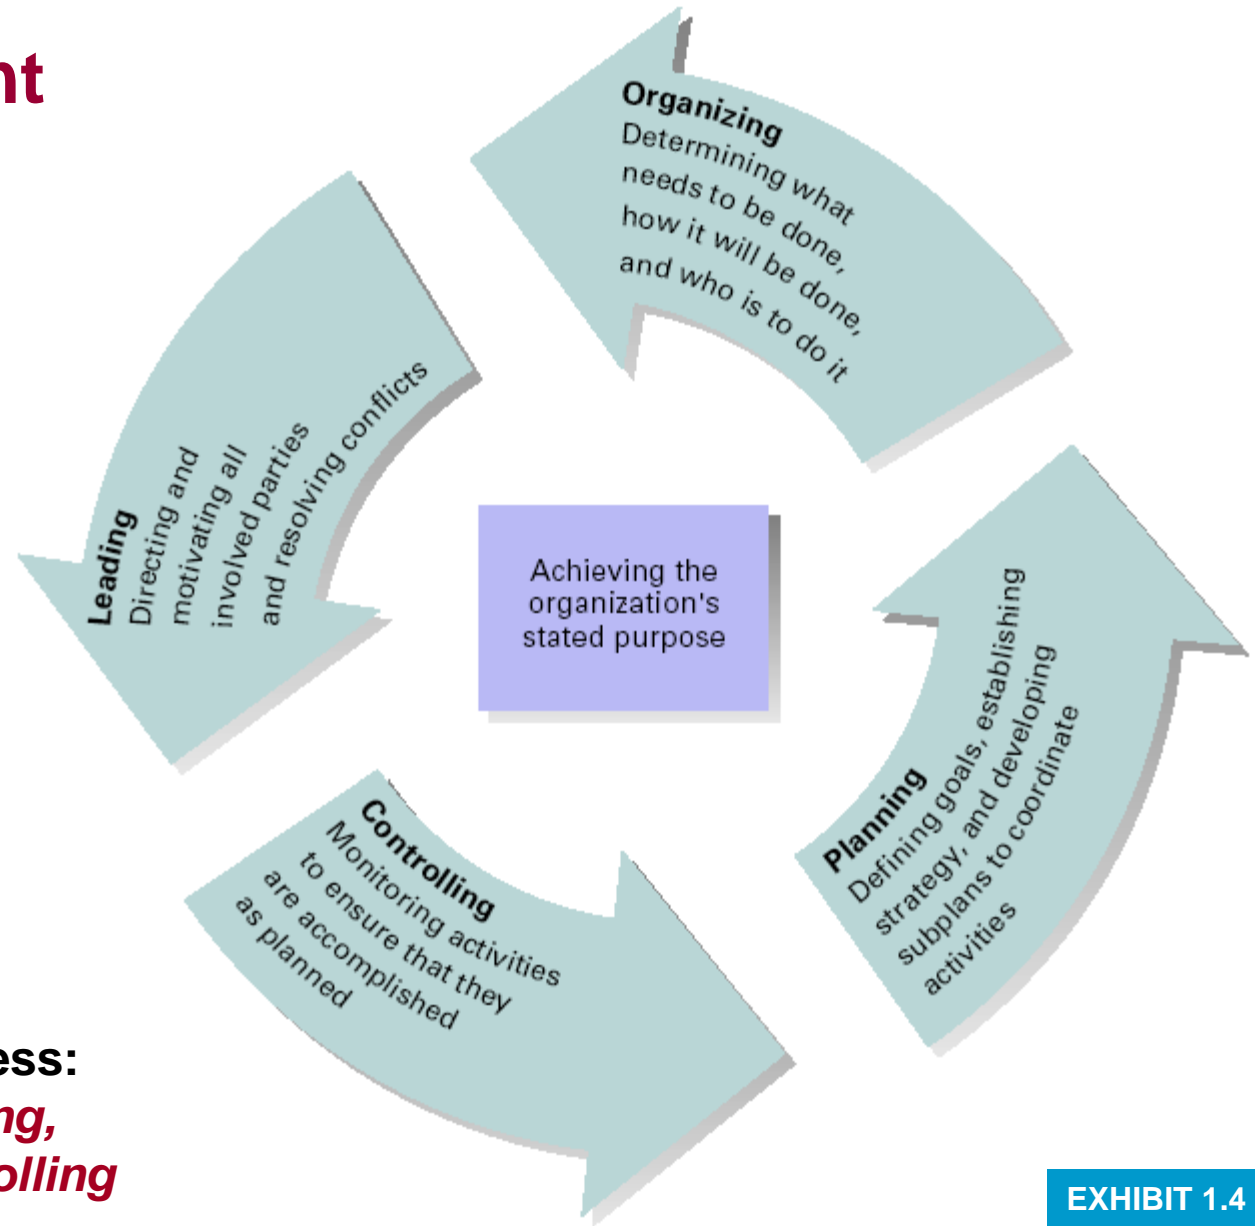 nt
Organizing
Determining what
needs to be done,
how it will be done,
and who is to do it
Leading
Directing and
motivating all
involved parties
and resolving conflicts
Achieving the
organization's
stated purpose
Planning
Defining goals, establishing
strategy, and developing
subplans to coordinate
activities
Controlling
Monitoring activities
to ensure that they
are accomplished
as planned
ess:
ng,
olling
EXHIBIT 1.4